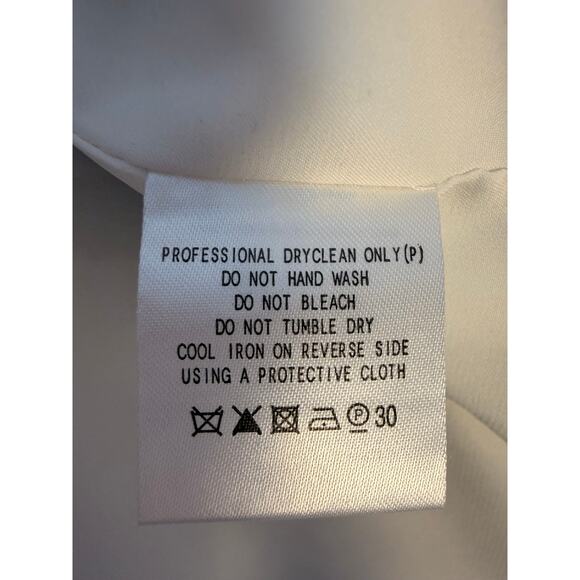 PROFESSIONAL DRYCLEAN ONLY(P)
DO NOT HAND WASH
DO NOT BLEACH
DO NOT TUMBLE DRY
COOL IRON ON REVERSE SIDE
USING A PROTECTIVE CLOTH
P 30